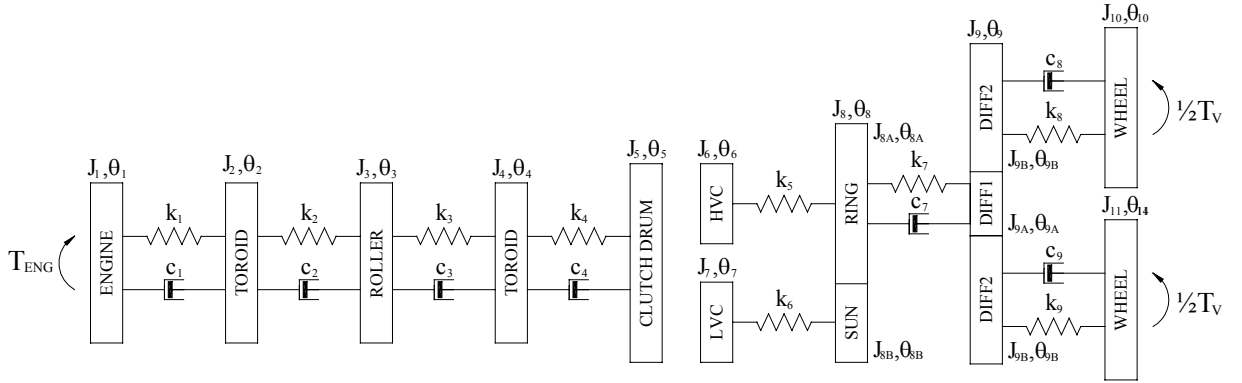 J10,θ10
J9,θ9
c8
DIFF2
WHEEL
½TV
k8
J8,θ8
J8A,θ8A
J9B,θ9B
J5,θ5
J6,θ6
k7
J1,θ1
J2,θ2
J3,θ3
J4,θ4
k5
HVC
RING
DIFF1
J11,θ14
k1
k2
k3
k4
c7
J9A,θ9A
TENG
ENGINE
TOROID
ROLLER
TOROID
CLUTCH DRUM
J7,θ7
c9
c1
c2
c3
c4
k6
LVC
SUN
DIFF2
k9
WHEEL
½TV
J8B,θ8B
J9B,θ9B